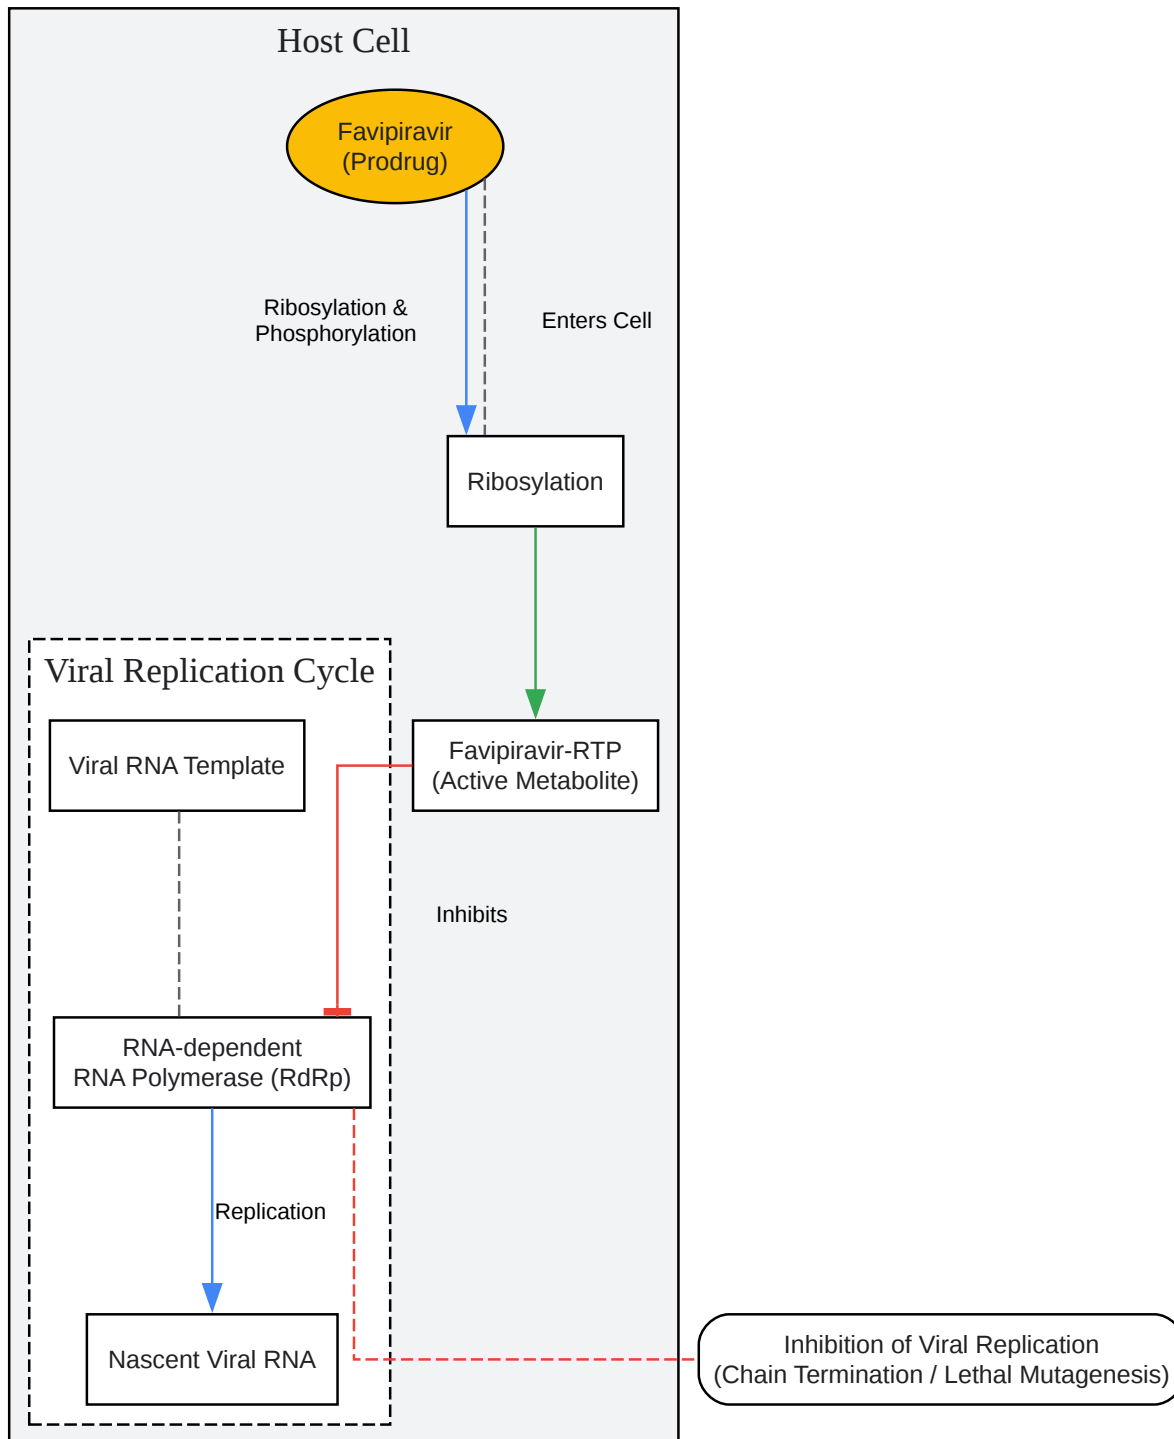 Host Cell
Favipiravir
(Prodrug)
Ribosylation &
Phosphorylation
Enters Cell
Ribosylation
Viral Replication Cycle
Viral RNA Template
Favipiravir-RTP
(Active Metabolite)
Inhibits
RNA-dependent
RNA Polymerase (RdRp)
Replication
Nascent Viral RNA
Inhibition of Viral Replication
(Chain Termination / Lethal Mutagenesis)